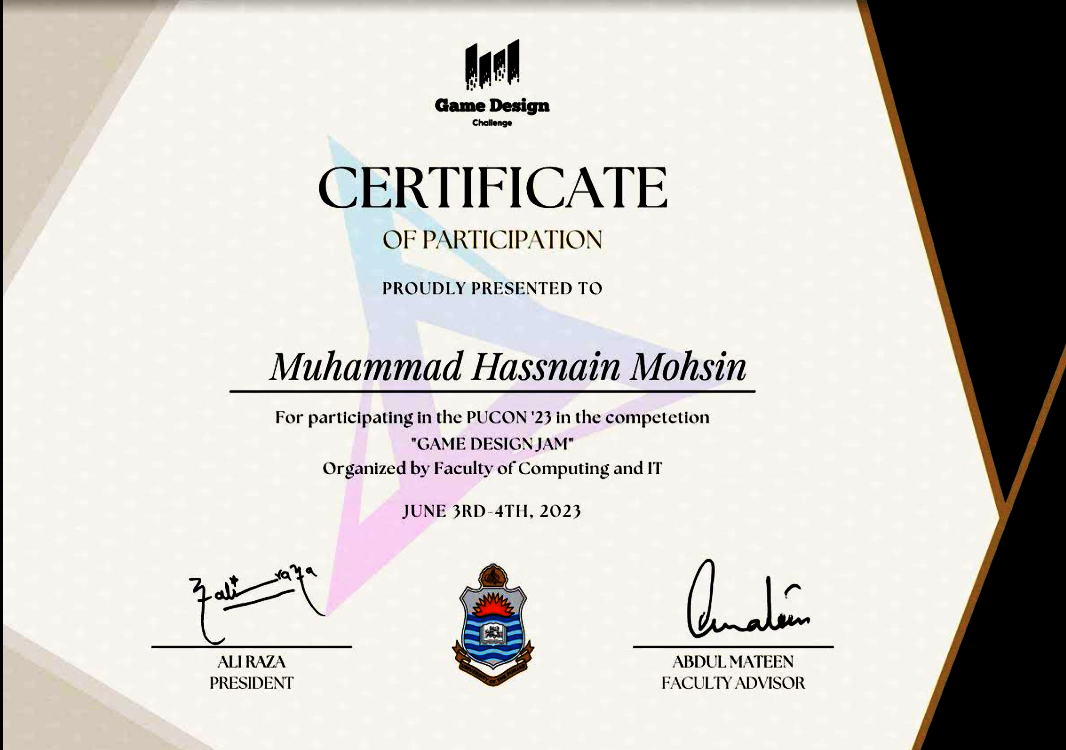 Game Design
Challenge
CERTIFICATE
OF PARTICIPATION
PROUDLY PRESENTED TO
Muhammad Hassnain Mohsin
For participating in the PUCON '23 in the competetion
"GAME DESIGN JAM"
Organized by Faculty of Computing and IT
JUNE 3RD-4TH, 2023
ali raza
Amateen
ALI RAZA
ABDUL MATEEN
PRESIDENT
FACULTY ADVISOR